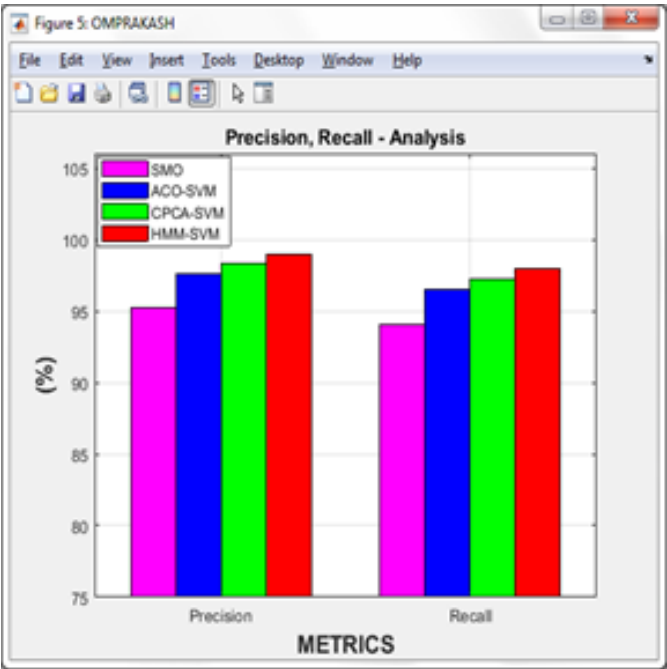 Figure 5: OMPRAKASH
File Edit View Insert Tools Desktop Window Help
Precision, Recall - Analysis
105
100
95
90
85
80
75
(%)
SMO
ACO-SVM
CPCA-SVM
HMM-SVM
Precision Recall
METRICS